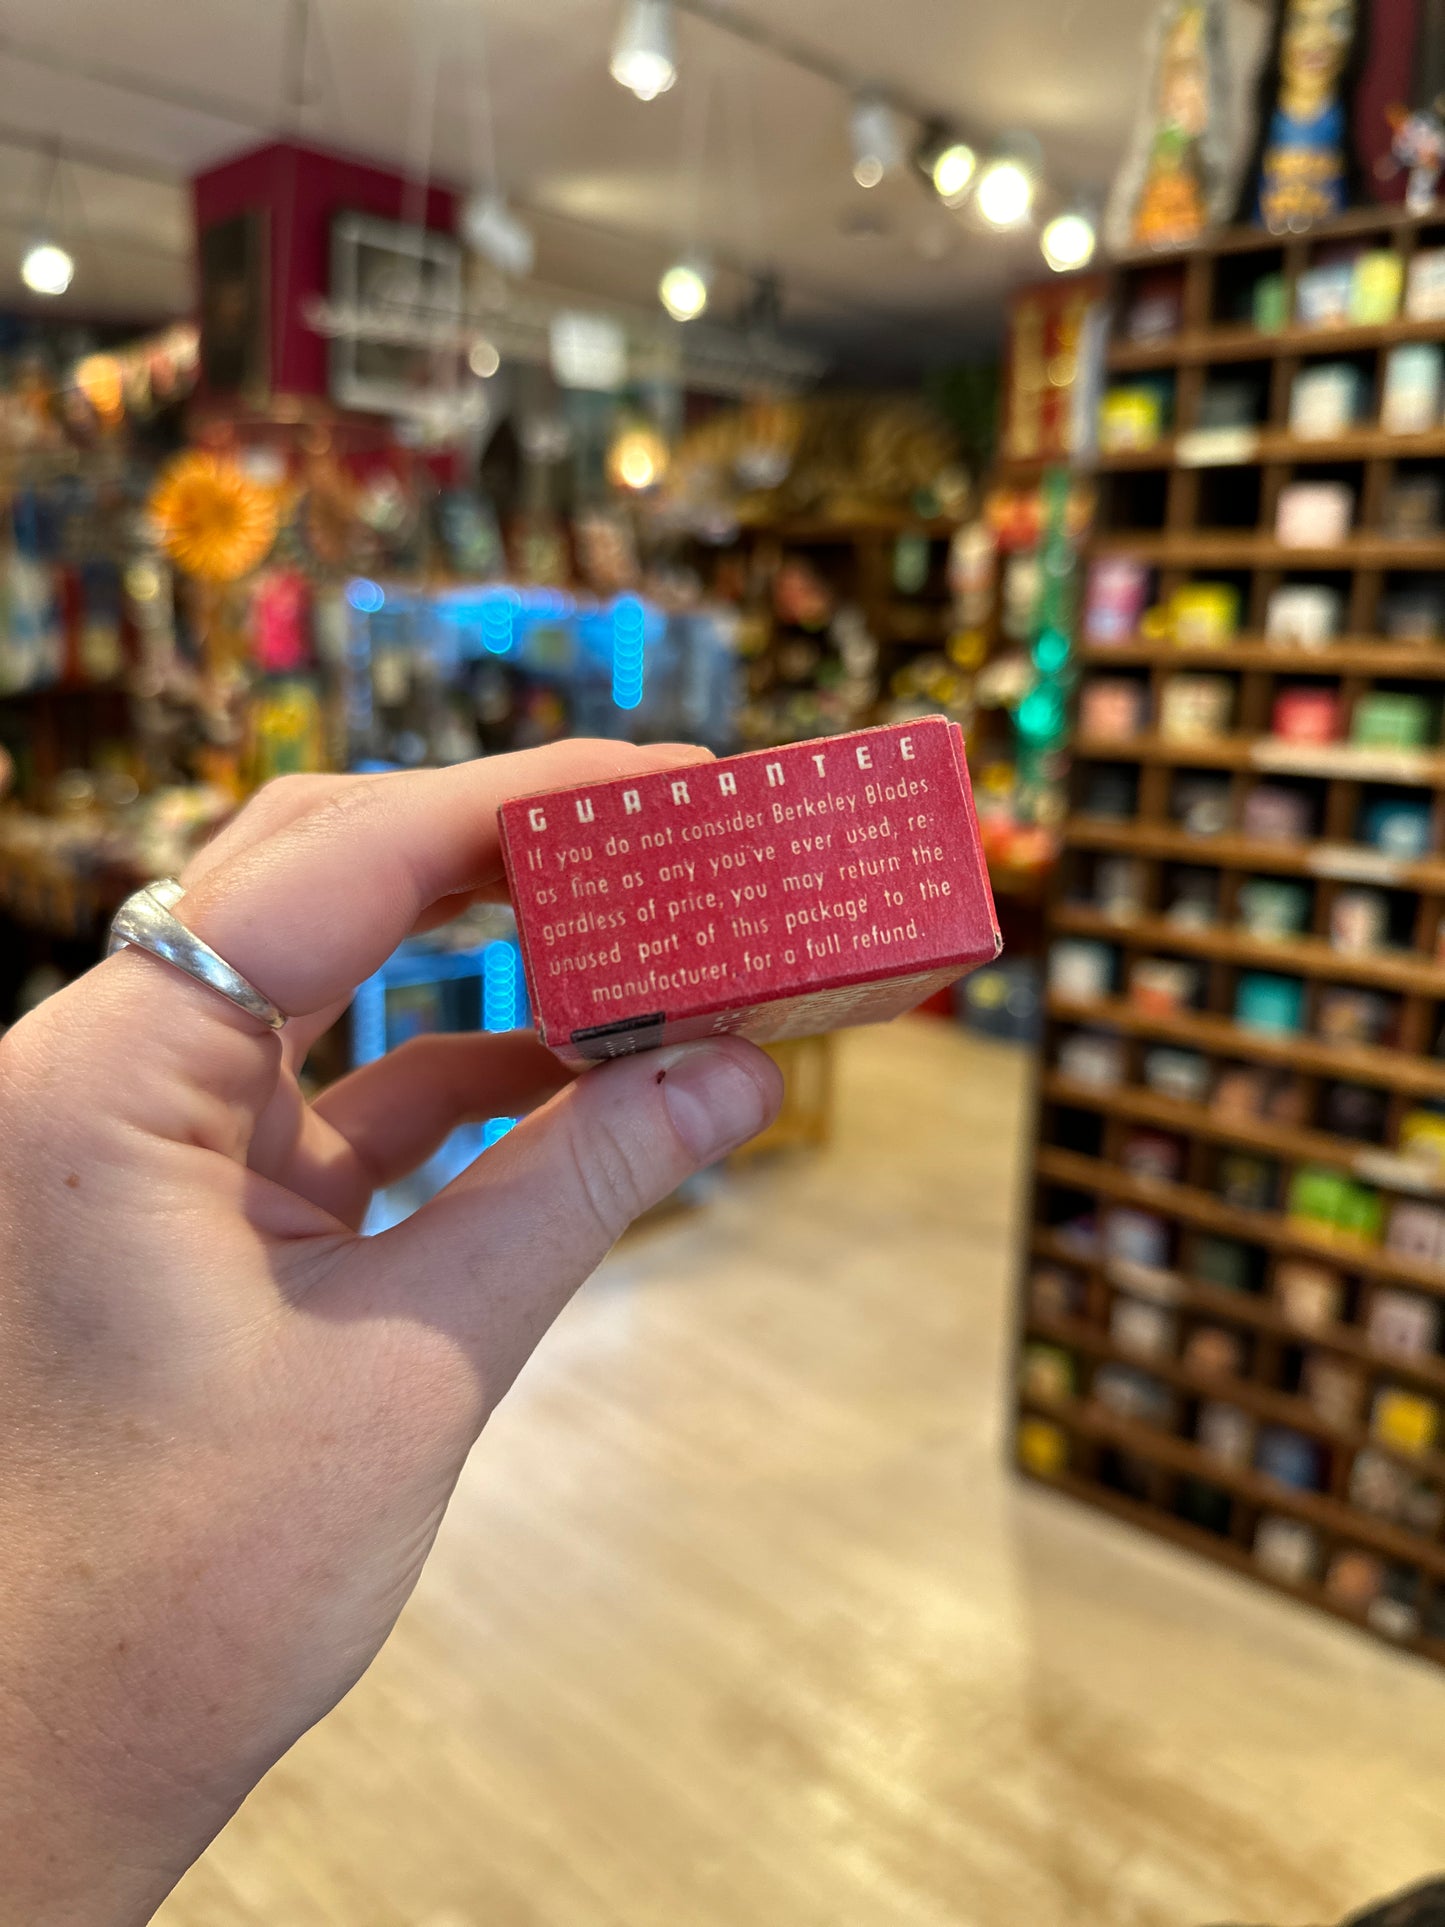 GUARANTEE
If you do not consider Berkeley Blades
as fine as any you've ever used, re-
gardless of price, you may return the
unused part of this package to the
manufacturer, for a full refund.